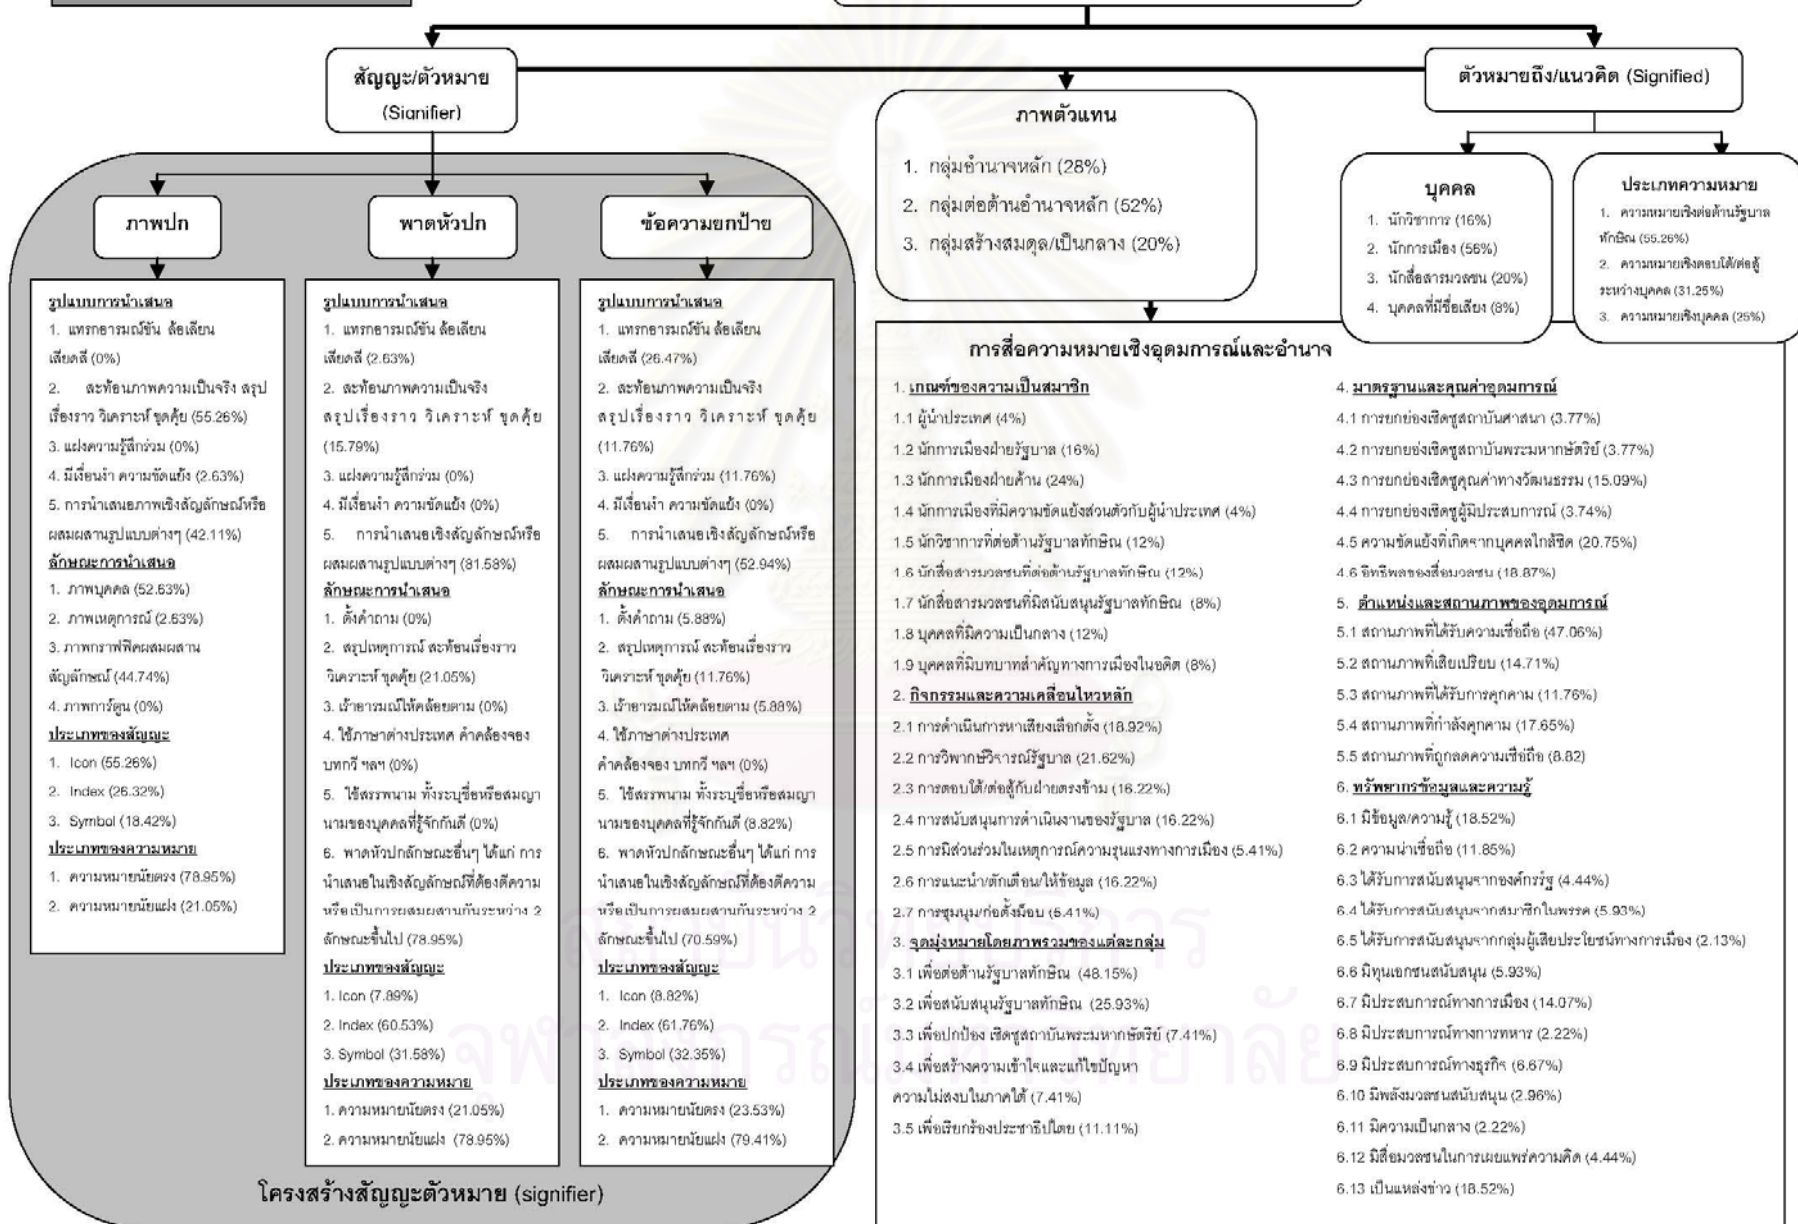 สัญญะ/ตัวหมาย
(Signifier)
ตัวหมายถึง/แนวคิด (Signified)
ภาพตัวแทน
1. กลุ่มอำนาจหลัก (28%)
2. กลุ่มต่อต้านอำนาจหลัก (52%)
3. กลุ่มสร้างสมดุล/เป็นกลาง (20%)
บุคคล
1. นักวิชาการ (16%)
2. นักการเมือง (56%)
3. นักสื่อสารมวลชน (20%)
4. บุคคลที่มีชื่อเสียง (8%)
ประเภทความหมาย
1. ความหมายเชิงต่อต้านรัฐบาล
ทักษิณ (55.26%)
2. ความหมายเชิงตอบโต้/ต่อสู้
ระหว่างบุคคล (31.25%)
3. ความหมายเชิงบุคคล (25%)
ภาพปก
รูปแบบการนำเสนอ
1. แทรกอารมณ์ขัน ล้อเลียน
เสียดสี (0%)
2. สะท้อนภาพความเป็นจริง สรุป
เรื่องราว วิเคราะห์ ขุดคุ้ย (55.26%)
3. แฝงความรู้สึกร่วม (0%)
4. มีเงื่อนงำ ความขัดแย้ง (2.63%)
5. การนำเสนอภาพเชิงสัญลักษณ์หรือ
ผสมผสานรูปแบบต่างๆ (42.11%)
ลักษณะการนำเสนอ
1. ภาพบุคคล (52.63%)
2. ภาพเหตุการณ์ (2.63%)
3. ภาพกราฟฟิคผสมผสาน
สัญลักษณ์ (44.74%)
4. ภาพการ์ตูน (0%)
ประเภทของสัญญะ
1. Icon (55.26%)
2. Index (26.32%)
3. Symbol (18.42%)
ประเภทของความหมาย
1. ความหมายนัยตรง (78.95%)
2. ความหมายนัยแฝง (21.05%)
พาดหัวปก
รูปแบบการนำเสนอ
1. แทรกอารมณ์ขัน ล้อเลียน
เสียดสี (2.63%)
2. สะท้อนภาพความเป็นจริง
สรุปเรื่องราว วิเคราะห์ ขุดคุ้ย
(15.79%)
3. แฝงความรู้สึกร่วม (0%)
4. มีเงื่อนงำ ความขัดแย้ง (0%)
5. การนำเสนอเชิงสัญลักษณ์หรือ
ผสมผสานรูปแบบต่างๆ (81.58%)
ลักษณะการนำเสนอ
1. ตั้งคำถาม (0%)
2. สรุปเหตุการณ์ สะท้อนเรื่องราว
วิเคราะห์ ขุดคุ้ย (21.05%)
3. เร้าอารมณ์ให้คล้อยตาม (0%)
4. ใช้ภาษาต่างประเทศ คำคล้องจอง
บทกวี ฯลฯ (0%)
5. ใช้สรรพนาม ทั้งระบุชื่อหรือสมญา
นามของบุคคลที่รู้จักกันดี (0%)
6. พาดหัวปกลักษณะอื่นๆ ได้แก่ การ
นำเสนอในเชิงสัญลักษณ์ที่ต้องตีความ
หรือเป็นการผสมผสานกันระหว่าง 2
ลักษณะขึ้นไป (78.95%)
ประเภทของสัญญะ
1. Icon (7.89%)
2. Index (60.53%)
3. Symbol (31.58%)
ประเภทของความหมาย
1. ความหมายนัยตรง (21.05%)
2. ความหมายนัยแฝง (78.95%)
ข้อความยกป้าย
รูปแบบการนำเสนอ
1. แทรกอารมณ์ขัน ล้อเลียน
เสียดสี (26.47%)
2. สะท้อนภาพความเป็นจริง
สรุปเรื่องราว วิเคราะห์ ขุดคุ้ย
(11.76%)
3. แฝงความรู้สึกร่วม (11.76%)
4. มีเงื่อนงำ ความขัดแย้ง (0%)
5. การนำเสนอเชิงสัญลักษณ์หรือ
ผสมผสานรูปแบบต่างๆ (52.94%)
ลักษณะการนำเสนอ
1. ตั้งคำถาม (5.88%)
2. สรุปเหตุการณ์ สะท้อนเรื่องราว
วิเคราะห์ ขุดคุ้ย (11.76%)
3. เร้าอารมณ์ให้คล้อยตาม (5.88%)
4. ใช้ภาษาต่างประเทศ
คำคล้องจอง บทกวี ฯลฯ (0%)
5. ใช้สรรพนาม ทั้งระบุชื่อหรือสมญา
นามของบุคคลที่รู้จักกันดี (8.82%)
6. พาดหัวปกลักษณะอื่นๆ ได้แก่ การ
นำเสนอในเชิงสัญลักษณ์ที่ต้องตีความ
หรือเป็นการผสมผสานกันระหว่าง 2
ลักษณะขึ้นไป (70.59%)
ประเภทของสัญญะ
1. Icon (8.82%)
2. Index (61.76%)
3. Symbol (32.35%)
ประเภทของความหมาย
1. ความหมายนัยตรง (23.53%)
2. ความหมายนัยแฝง (79.41%)
โครงสร้างสัญญะตัวหมาย (signifier)
การสื่อความหมายเชิงอุดมการณ์และอำนาจ
1. เกณฑ์ของความเป็นสมาชิก
1.1 ผู้นำประเทศ (4%)
1.2 นักการเมืองฝ่ายรัฐบาล (16%)
1.3 นักการเมืองฝ่ายค้าน (24%)
1.4 นักการเมืองที่มีความขัดแย้งส่วนตัวกับผู้นำประเทศ (4%)
1.5 นักวิชาการที่ต่อต้านรัฐบาลทักษิณ (12%)
1.6 นักสื่อสารมวลชนที่ต่อต้านรัฐบาลทักษิณ (12%)
1.7 นักสื่อสารมวลชนที่มีสนับสนุนรัฐบาลทักษิณ (8%)
1.8 บุคคลที่มีความเป็นกลาง (12%)
1.9 บุคคลที่มีบทบาทสำคัญทางการเมืองในอดีต (8%)
2. กิจกรรมและความเคลื่อนไหวหลัก
2.1 การดำเนินการหาเสียงเลือกตั้ง (18.92%)
2.2 การวิพากษ์วิจารณ์รัฐบาล (21.62%)
2.3 การตอบโต้/ต่อสู้กับฝ่ายตรงข้าม (16.22%)
2.4 การสนับสนุนการดำเนินงานของรัฐบาล (16.22%)
2.5 การมีส่วนร่วมในเหตุการณ์ความรุนแรงทางการเมือง (5.41%)
2.6 การแนะนำ/ตักเตือน/ให้ข้อมูล (16.22%)
2.7 การชุมนุม/ก่อตั้งม็อบ (5.41%)
3. จุดมุ่งหมายโดยภาพรวมของแต่ละกลุ่ม
3.1 เพื่อต่อต้านรัฐบาลทักษิณ (48.15%)
3.2 เพื่อสนับสนุนรัฐบาลทักษิณ (25.93%)
3.3 เพื่อปกป้อง เชิดชูสถาบันพระมหากษัตริย์ (7.41%)
3.4 เพื่อสร้างความเข้าใจและแก้ไขปัญหา
ความไม่สงบในภาคใต้ (7.41%)
3.5 เพื่อเรียกร้องประชาธิปไตย (11.11%)
4. มาตรฐานและคุณค่าอุดมการณ์
4.1 การยกย่องเชิดชูสถาบันศาสนา (3.77%)
4.2 การยกย่องเชิดชูสถาบันพระมหากษัตริย์ (3.77%)
4.3 การยกย่องเชิดชูคุณค่าทางวัฒนธรรม (15.09%)
4.4 การยกย่องเชิดชูผู้มีประสบการณ์ (3.74%)
4.5 ความขัดแย้งที่เกิดจากบุคคลใกล้ชิด (20.75%)
4.6 อิทธิพลของสื่อมวลชน (18.87%)
5. ตำแหน่งและสถานภาพของอุดมการณ์
5.1 สถานภาพที่ได้รับความเชื่อถือ (47.06%)
5.2 สถานภาพที่เสียเปรียบ (14.71%)
5.3 สถานภาพที่ได้รับการคุกคาม (11.76%)
5.4 สถานภาพที่กำลังคุกคาม (17.65%)
5.5 สถานภาพที่ถูกลดความเชื่อถือ (8.82)
6. ทรัพยากรข้อมูลและความรู้
6.1 มีข้อมูล/ความรู้ (18.52%)
6.2 ความน่าเชื่อถือ (11.85%)
6.3 ได้รับการสนับสนุนจากองค์กรรัฐ (4.44%)
6.4 ได้รับการสนับสนุนจากสมาชิกในพรรค (5.93%)
6.5 ได้รับการสนับสนุนจากกลุ่มผู้เสียประโยชน์ทางการเมือง (2.13%)
6.6 มีทุนเอกชนสนับสนุน (5.93%)
6.7 มีประสบการณ์ทางการเมือง (14.07%)
6.8 มีประสบการณ์ทางการทหาร (2.22%)
6.9 มีประสบการณ์ทางธุรกิจ (6.67%)
6.10 มีพลังมวลชนสนับสนุน (2.96%)
6.11 มีความเป็นกลาง (2.22%)
6.12 มีสื่อมวลชนในการเผยแพร่ความคิด (4.44%)
6.13 เป็นแหล่งข่าว (18.52%)
สถาบันวิทยบริการ
จุฬาลงกรณ์มหาวิทยาลัย